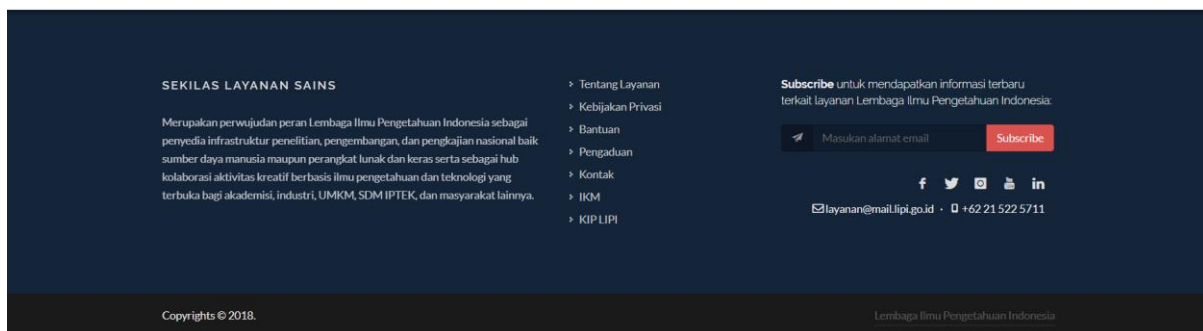 SEKILAS LAYANAN SAINS
Merupakan perwujudan peran Lembaga Ilmu Pengetahuan Indonesia sebagai
penyedia infrastruktur penelitian, pengembangan, dan pengkajian nasional baik
sumber daya manusia maupun perangkat lunak dan keras serta sebagai hub
kolaborasi aktivitas kreatif berbasis ilmu pengetahuan dan teknologi yang
terbuka bagi akademisi, industri, UMKM, SDM IPTEK, dan masyarakat lainnya.
Tentang Layanan
Kebijakan Privasi
Bantuan
Pengaduan
Kontak
IKM
KIP LIPI
Subscribe untuk mendapatkan informasi terbaru
terkait layanan Lembaga Ilmu Pengetahuan Indonesia:
Masukan alamat email Subscribe
layanan@mail.lipi.go.id · +62 21 522 5711
Copyrights © 2018.
Lembaga Ilmu Pengetahuan Indonesia